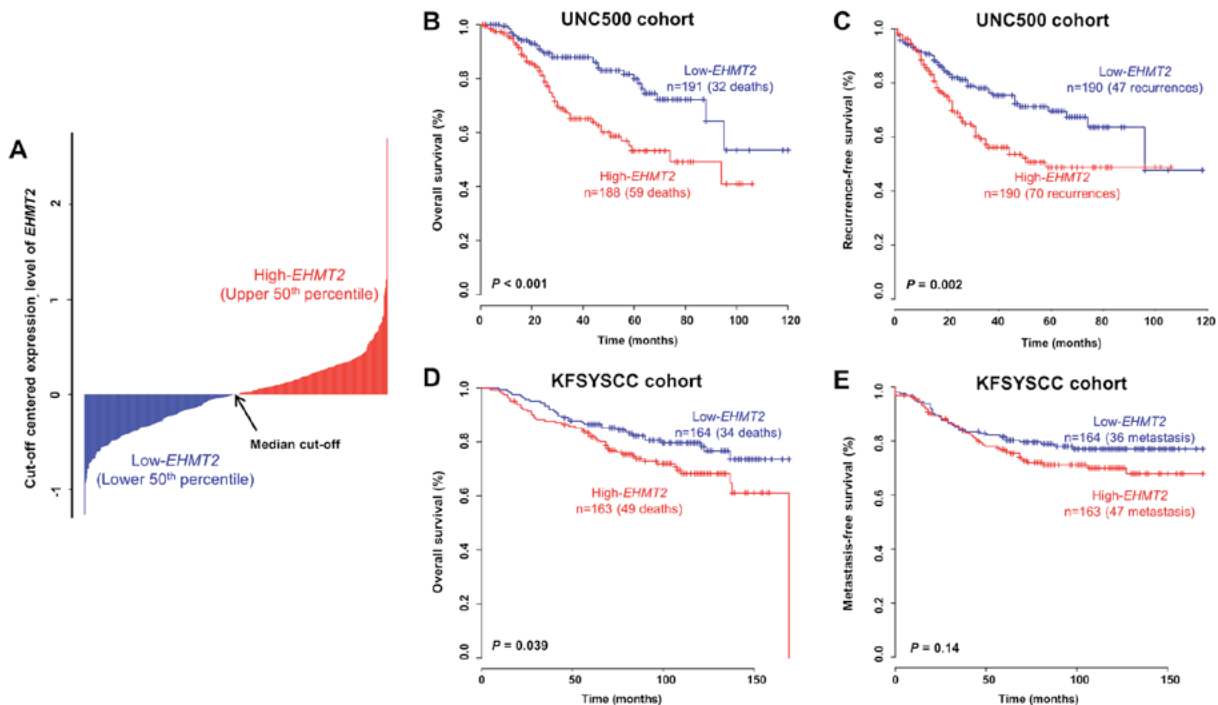 A
Cut-off centered expression level of EHMT2
2
1
0
-1
High-EHMT2
(Upper 50th percentile)
Median cut-off
Low-EHMT2
(Lower 50th percentile)
B
UNC500 cohort
Overall survival (%)
1.0
0.8
0.6
0.4
0.2
0.0
Low-EHMT2
n=191 (32 deaths)
High-EHMT2
n=188 (59 deaths)
P < 0.001
0 20 40 60 80 100 120
Time (months)
C
UNC500 cohort
Recurrence-free survival (%)
1.0
0.8
0.6
0.4
0.2
0.0
Low-EHMT2
n=190 (47 recurrences)
High-EHMT2
n=190 (70 recurrences)
P = 0.002
0 20 40 60 80 100 120
Time (months)
D
KFSYSCC cohort
Overall survival (%)
1.0
0.8
0.6
0.4
0.2
0.0
Low-EHMT2
n=164 (34 deaths)
High-EHMT2
n=163 (49 deaths)
P = 0.039
0 50 100 150
Time (months)
E
KFSYSCC cohort
Metastasis-free survival (%)
1.0
0.8
0.6
0.4
0.2
0.0
Low-EHMT2
n=164 (36 metastasis)
High-EHMT2
n=163 (47 metastasis)
P = 0.14
0 50 100 150
Time (months)